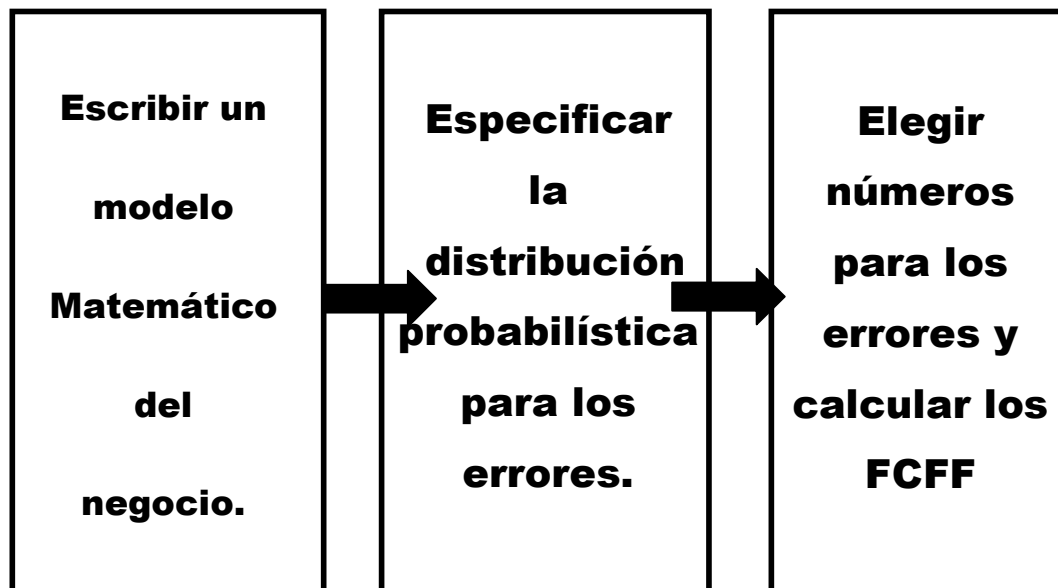 Escribir un
modelo
Matemático
del
negocio.
Especificar
la
distribución
probabilística
para los
errores.
Elegir
números
para los
errores y
calcular los
FCFF